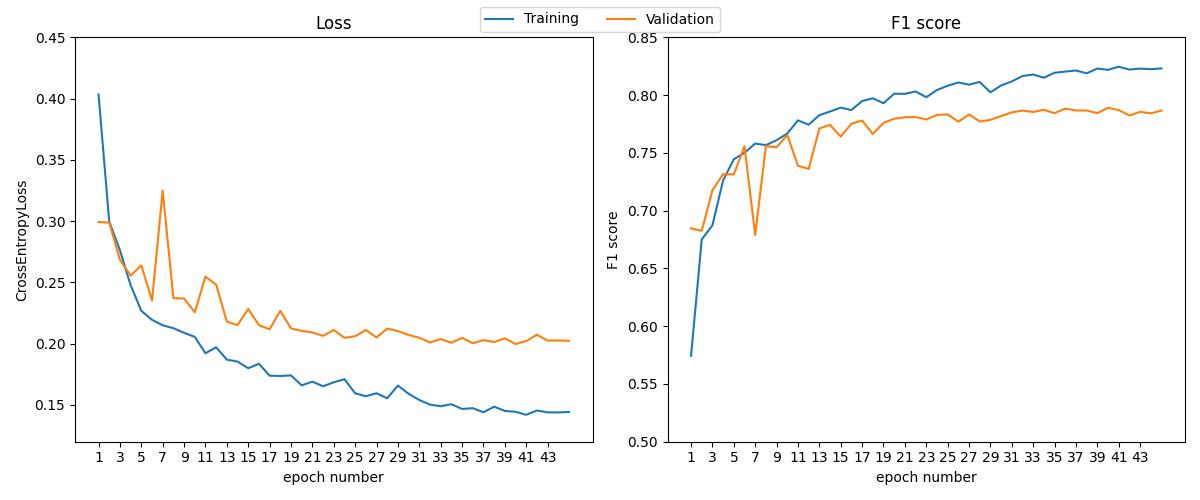 Training Validation
Loss
0.45
0.40
0.35
0.30
0.25
0.20
0.15
CrossEntropyLoss
1 3 5 7 9 11 13 15 17 19 21 23 25 27 29 31 33 35 37 39 41 43
epoch number
F1 score
0.85
0.80
0.75
0.70
0.65
0.60
0.55
0.50
F1 score
1 3 5 7 9 11 13 15 17 19 21 23 25 27 29 31 33 35 37 39 41 43
epoch number